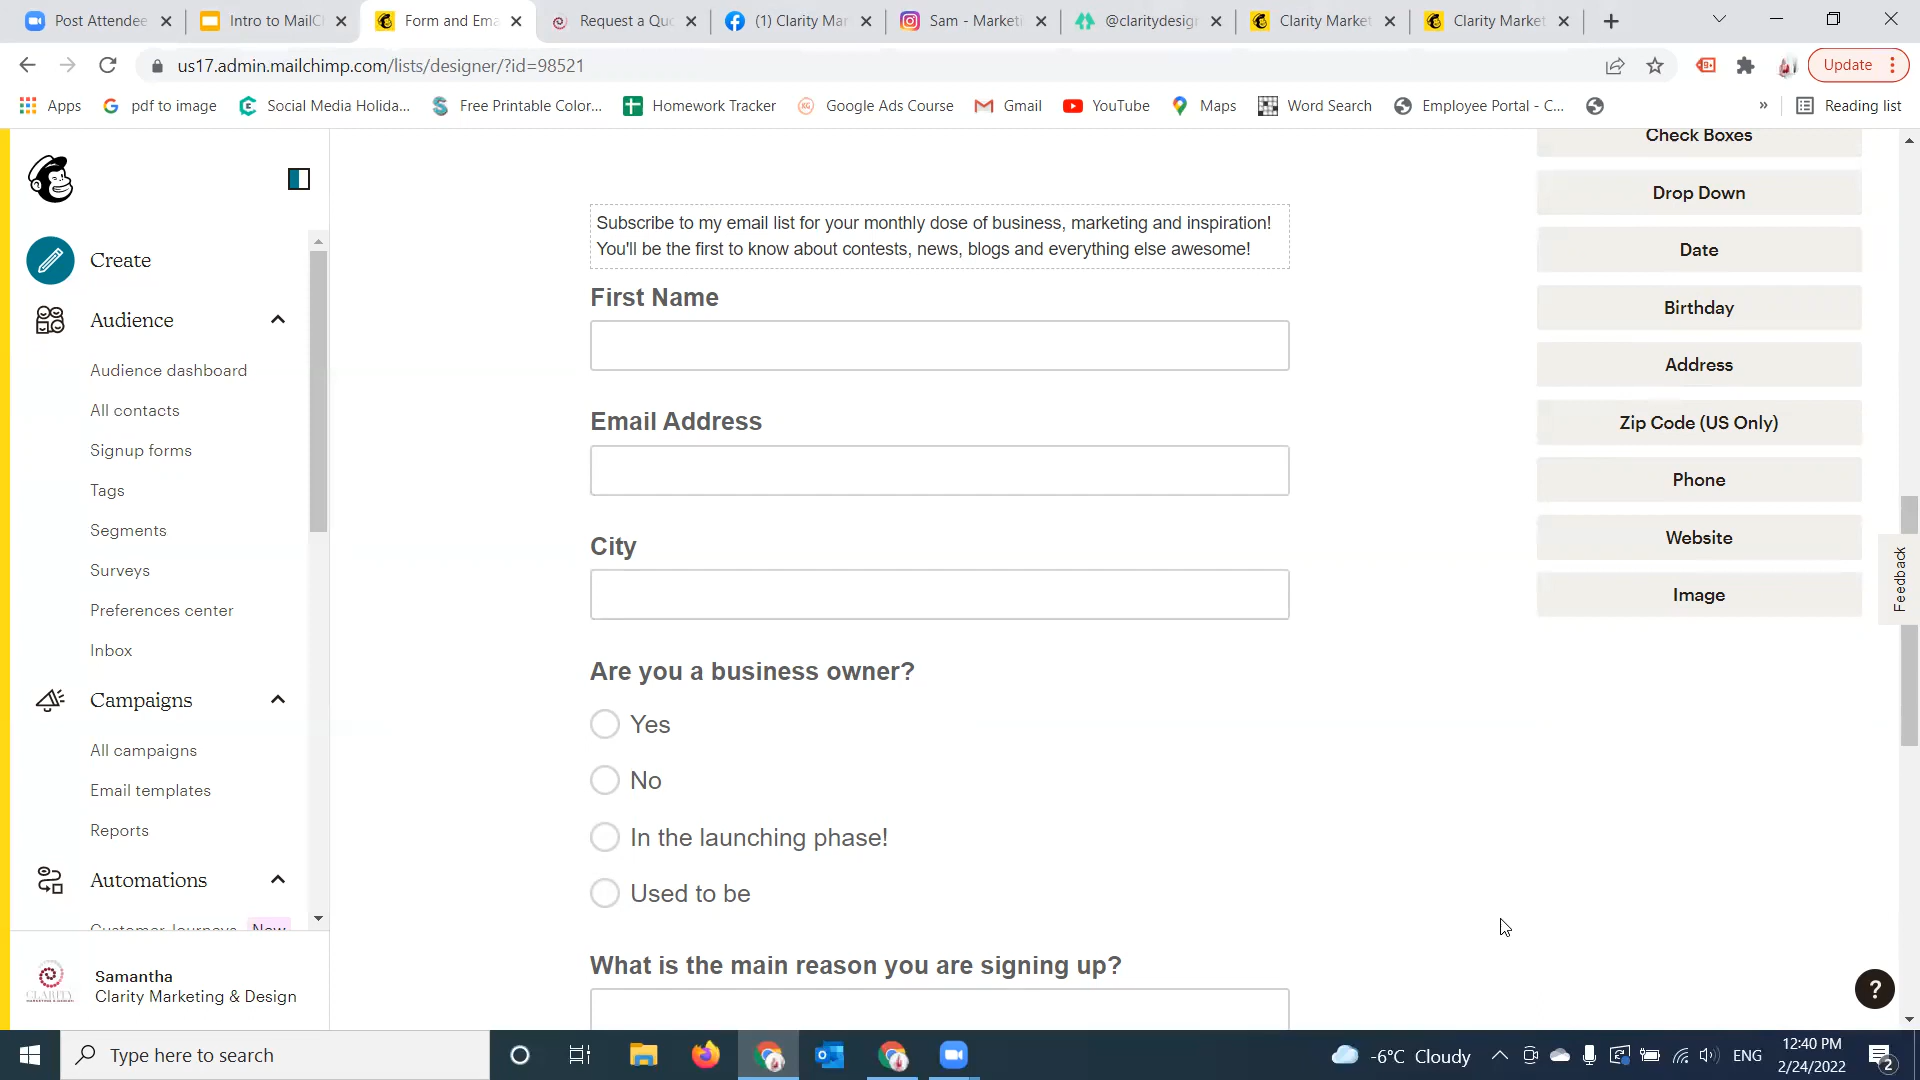 Post Attendee
Intro to MailC
Form and Ema
Request a Quo
(1) Clarity Mar
Sam - Marketi
@claritydesig
Clarity Market
Clarity Market
us17.admin.mailchimp.com/lists/designer/?id=98521
Update
Apps
pdf to image
Social Media Holida...
Free Printable Color...
Homework Tracker
Google Ads Course
Gmail
YouTube
Maps
Word Search
Employee Portal - C...
»
Reading list
Create
Audience
Audience dashboard
All contacts
Signup forms
Tags
Segments
Surveys
Preferences center
Inbox
Campaigns
All campaigns
Email templates
Reports
Automations
Customer Journeys New
Samantha
Clarity Marketing & Design
CLARITY
Subscribe to my email list for your monthly dose of business, marketing and inspiration!
You'll be the first to know about contests, news, blogs and everything else awesome!
First Name
Email Address
City
Are you a business owner?
Yes
No
In the launching phase!
Used to be
What is the main reason you are signing up?
Check Boxes
Drop Down
Date
Birthday
Address
Zip Code (US Only)
Phone
Website
Image
Feedback
?
Type here to search
-6°C Cloudy
ENG
12:40 PM
2/24/2022
2